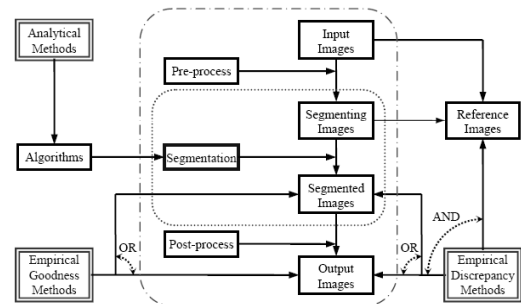 Analytical
Methods
Input
Images
Pre-process
Segmenting
Images
Reference
Images
Algorithms
Segmentation
Segmented
Images
AND
OR
Post-process
OR
Empirical
Goodness
Methods
Output
Images
Empirical
Discrepancy
Methods